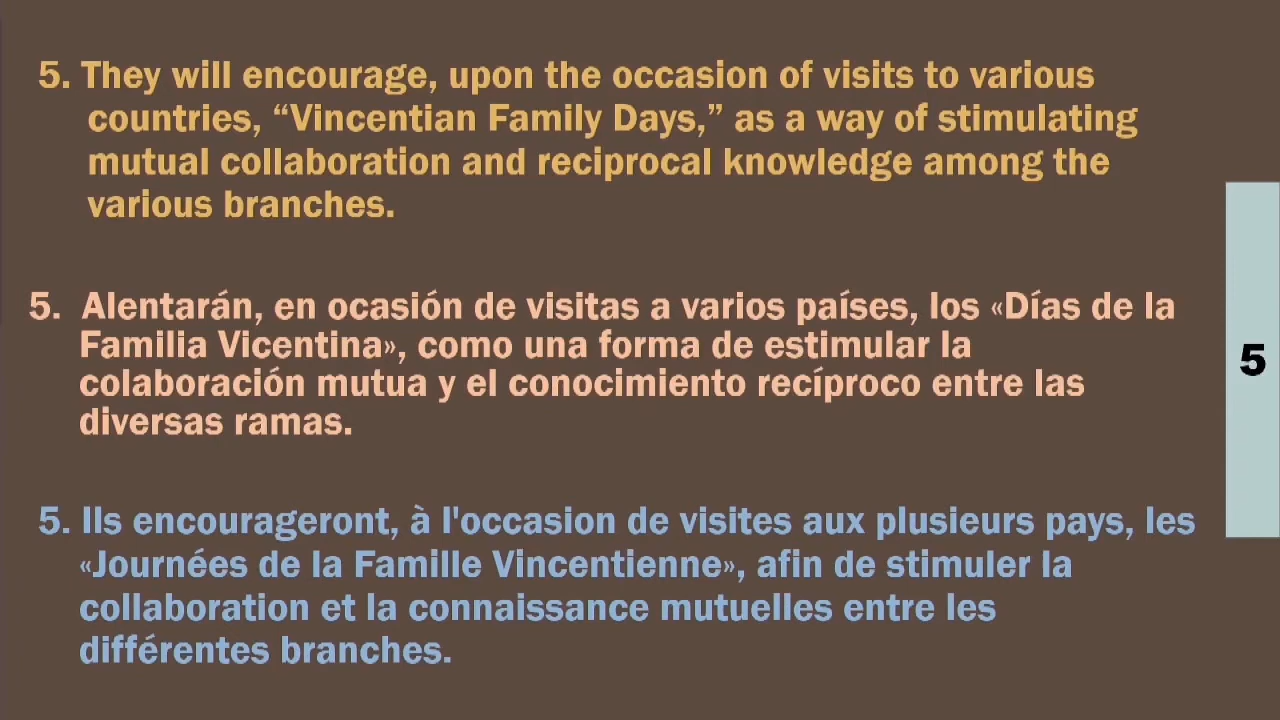 5. They will encourage, upon the occasion of visits to various
countries, “Vincentian Family Days,” as a way of stimulating
mutual collaboration and reciprocal knowledge among the
various branches.
5. Alentarán, en ocasión de visitas a varios países, los «Días de la
Familia Vicentina», como una forma de estimular la
colaboración mutua y el conocimiento recíproco entre las
diversas ramas.
5
5. Ils encourageront, à l'occasion de visites aux plusieurs pays, les
«Journées de la Famille Vincentienne», afin de stimuler la
collaboration et la connaissance mutuelles entre les
différentes branches.